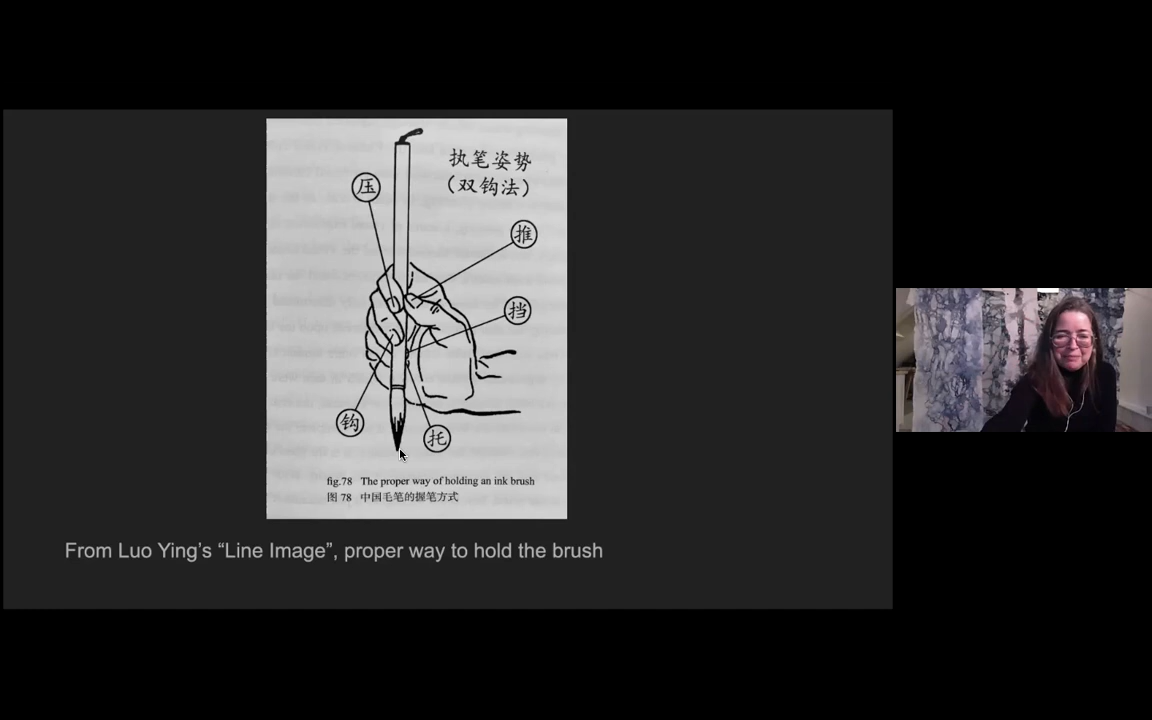 执笔姿势
（双钩法）
压
推
挡
钩
托
fig.78 The proper way of holding an ink brush
图 78 中国毛笔的握笔方式
From Luo Ying’s “Line Image”, proper way to hold the brush